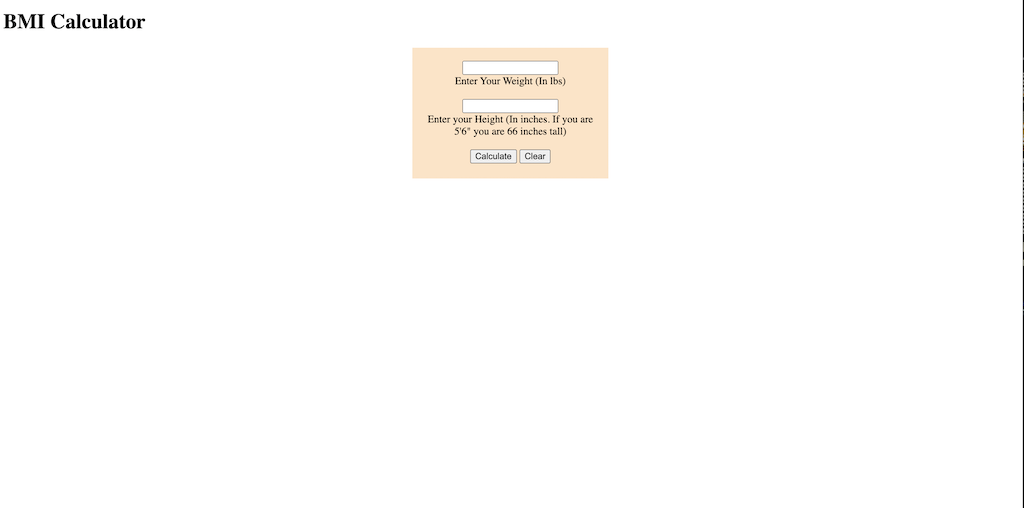 BMI Calculator
Enter Your Weight (In lbs)
Enter your Height (In inches. If you are
5'6" you are 66 inches tall)
Calculate Clear